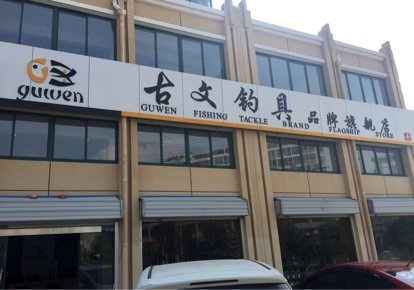 guwen
古文钓具品牌旗舰店
GUWEN FISHING TACKLE BRAND FLAGSHIP STORE